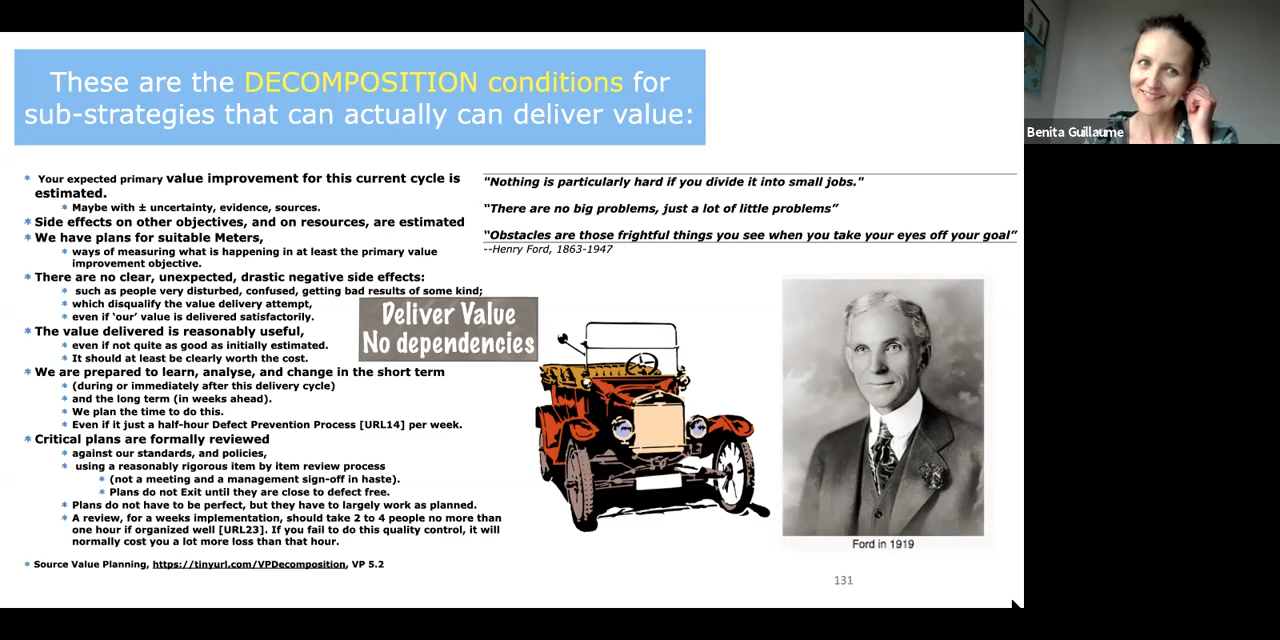 These are the DECOMPOSITION conditions for
sub-strategies that can actually can deliver value:
* Your expected primary value improvement for this current cycle is
estimated.
* Maybe with ± uncertainty, evidence, sources.
* Side effects on other objectives, and on resources, are estimated
* We have plans for suitable Meters,
* ways of measuring what is happening in at least the primary value
improvement objective.
* There are no clear, unexpected, drastic negative side effects:
* such as people very disturbed, confused, getting bad results of some kind;
* which disqualify the value delivery attempt,
* even if ‘our’ value is delivered satisfactorily.
* The value delivered is reasonably useful,
* even if not quite as good as initially estimated.
* It should at least be clearly worth the cost.
* We are prepared to learn, analyse, and change in the short term
* (during or immediately after this delivery cycle)
* and the long term (in weeks ahead).
* We plan the time to do this.
* Even if it just a half-hour Defect Prevention Process [URL14] per week.
* Critical plans are formally reviewed
* against our standards, and policies,
* using a reasonably rigorous item by item review process
* (not a meeting and a management sign-off in haste).
* Plans do not Exit until they are close to defect free.
* Plans do not have to be perfect, but they have to largely work as planned.
* A review, for a weeks implementation, should take 2 to 4 people no more than
one hour if organized well [URL23]. If you fail to do this quality control, it will
normally cost you a lot more loss than that hour.
* Source Value Planning, https://tinyurl.com/VPDecomposition, VP 5.2
"Nothing is particularly hard if you divide it into small jobs."
“There are no big problems, just a lot of little problems”
“Obstacles are those frightful things you see when you take your eyes off your goal”
--Henry Ford, 1863-1947
Deliver Value
No dependencies
Ford in 1919
131
Benita Guillaume